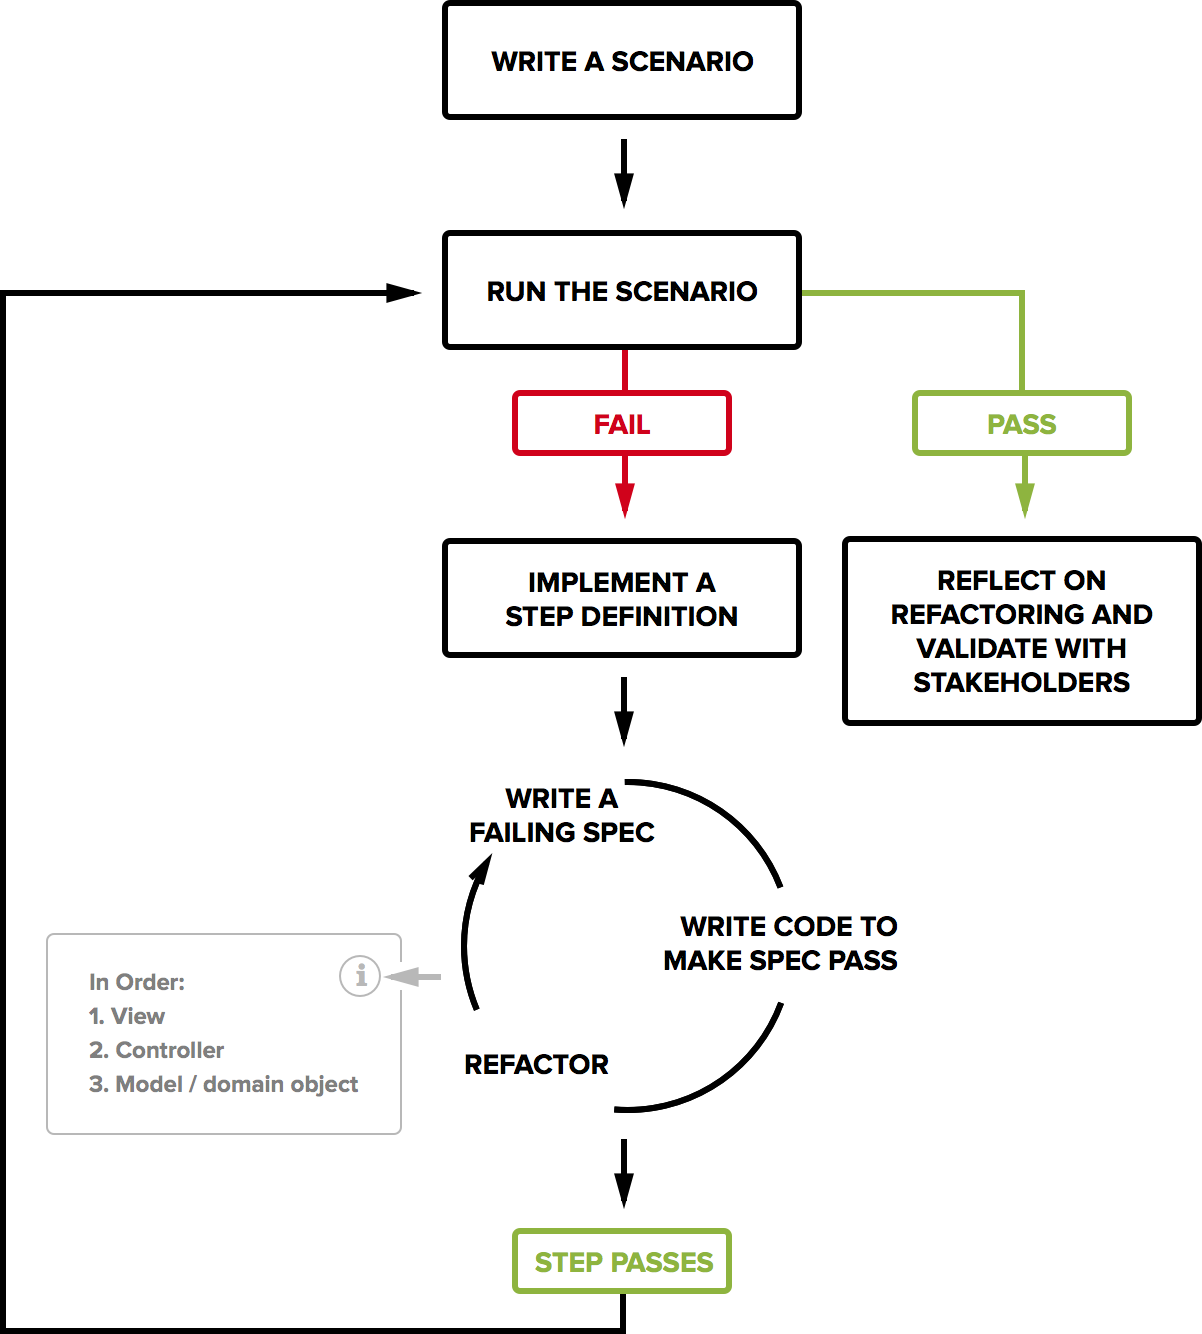 WRITE A SCENARIO
RUN THE SCENARIO
FAIL
PASS
IMPLEMENT A
STEP DEFINITION
REFLECT ON
REFACTORING AND
VALIDATE WITH
STAKEHOLDERS
WRITE A
FAILING SPEC
WRITE CODE TO
MAKE SPEC PASS
REFACTOR
i
In Order:
1. View
2. Controller
3. Model / domain object
STEP PASSES